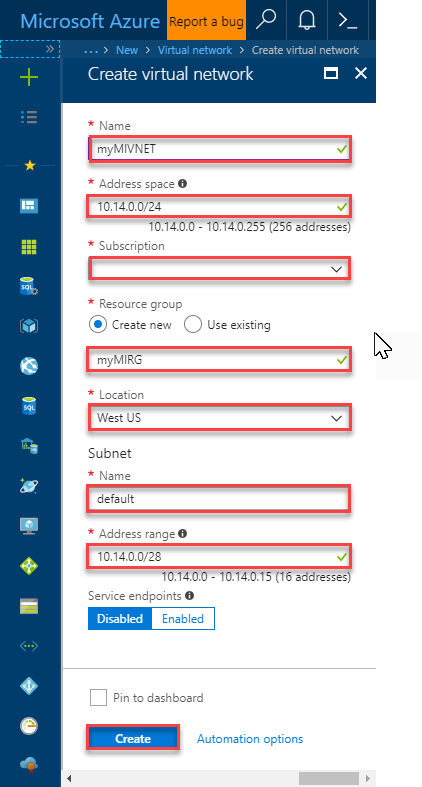 Microsoft Azure Report a bug
... > New > Virtual network > Create virtual network
Create virtual network
* Name
myMIVNET
* Address space
10.14.0.0/24
10.14.0.0 - 10.14.0.255 (256 addresses)
* Subscription
* Resource group
Create new Use existing
myMIRG
* Location
West US
Subnet
* Name
default
* Address range
10.14.0.0/28
10.14.0.0 - 10.14.0.15 (16 addresses)
Service endpoints
Disabled Enabled
Pin to dashboard
Create Automation options